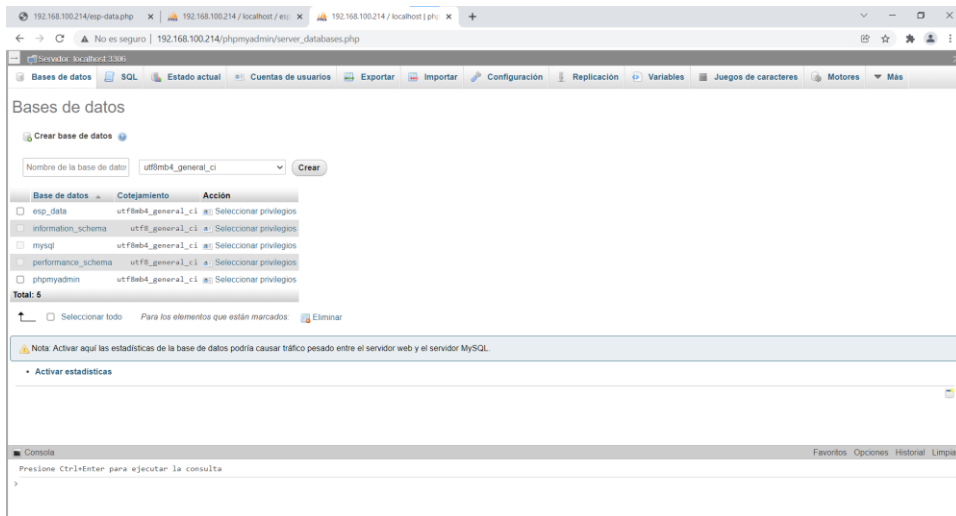 192.168.100.214/esp-data.php
192.168.100.214 / localhost / esp
192.168.100.214 / localhost | php
No es seguro | 192.168.100.214/phpmyadmin/server_databases.php
Servidor: localhost:3306
Bases de datos SQL Estado actual Cuentas de usuarios Exportar Importar Configuración Replicación Variables Juegos de caracteres Motores Más
Bases de datos
Crear base de datos
Nombre de la base de datos utf8mb4_general_ci Crear
Base de datos Cotejamiento Acción
esp_data utf8mb4_general_ci Seleccionar privilegios
information_schema utf8_general_ci Seleccionar privilegios
mysql utf8mb4_general_ci Seleccionar privilegios
performance_schema utf8_general_ci Seleccionar privilegios
phpmyadmin utf8mb4_general_ci Seleccionar privilegios
Total: 5
Seleccionar todo Para los elementos que están marcados: Eliminar
Nota: Activar aquí las estadísticas de la base de datos podría causar tráfico pesado entre el servidor web y el servidor MySQL.
• Activar estadísticas
Consola Favoritos Opciones Historial Limpia
Presione Ctrl+Enter para ejecutar la consulta
>